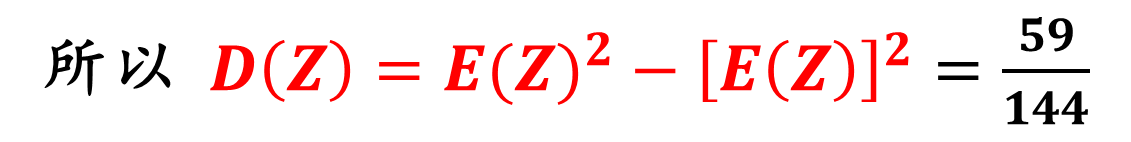 所以 D(Z) = E(Z)² − [E(Z)]² = 59/144